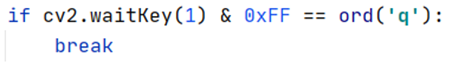 if cv2.waitKey(1) & 0xFF == ord('q'):
    break